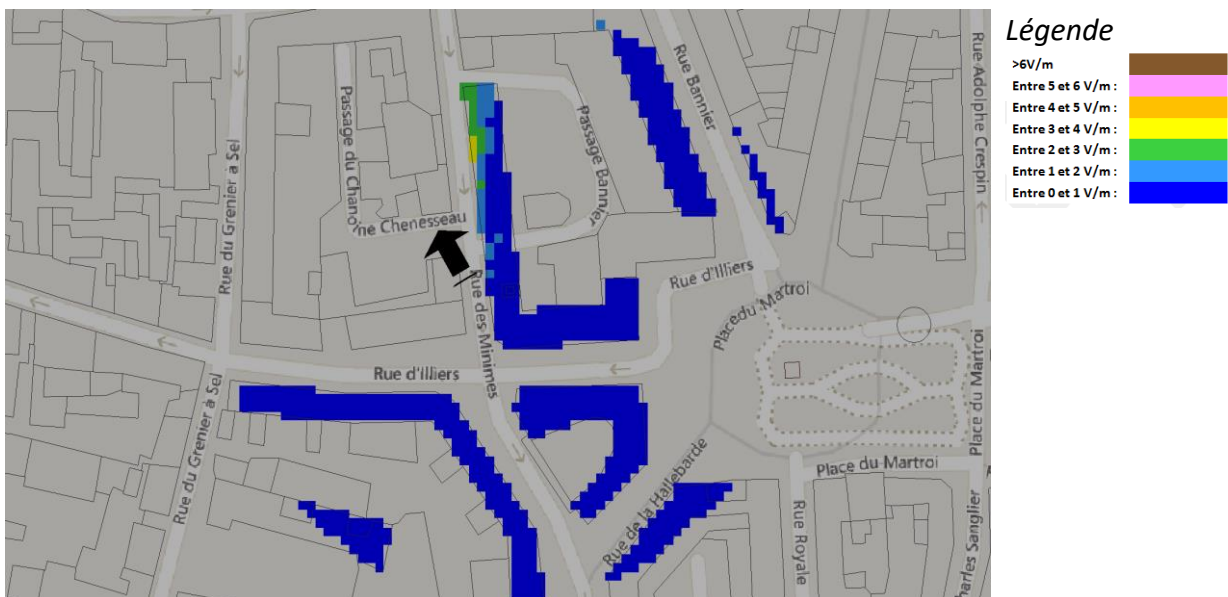 Légende
>6V/m
Entre 5 et 6 V/m :
Entre 4 et 5 V/m :
Entre 3 et 4 V/m :
Entre 2 et 3 V/m :
Entre 1 et 2 V/m :
Entre 0 et 1 V/m :
Rue du Grenier à Sel
Passage du Chanoine Chenesseau
Passage Bannier
Rue Bannier
Rue Adolphe Crespin
Rue du Grenier à Sel
Rue des Minimes
Rue d'Illiers
Rue d'Illiers
Place du Martroi
Place du Martroi
Place du Martroi
Rue de la Hallebarde
Rue Royale
Charles Sanglier